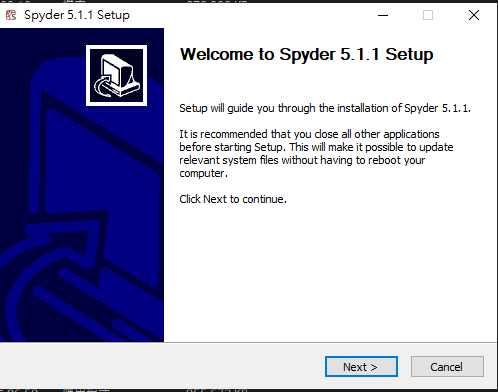 Spyder 5.1.1 Setup
Welcome to Spyder 5.1.1 Setup
Setup will guide you through the installation of Spyder 5.1.1.
It is recommended that you close all other applications
before starting Setup. This will make it possible to update
relevant system files without having to reboot your
computer.
Click Next to continue.
Next >
Cancel